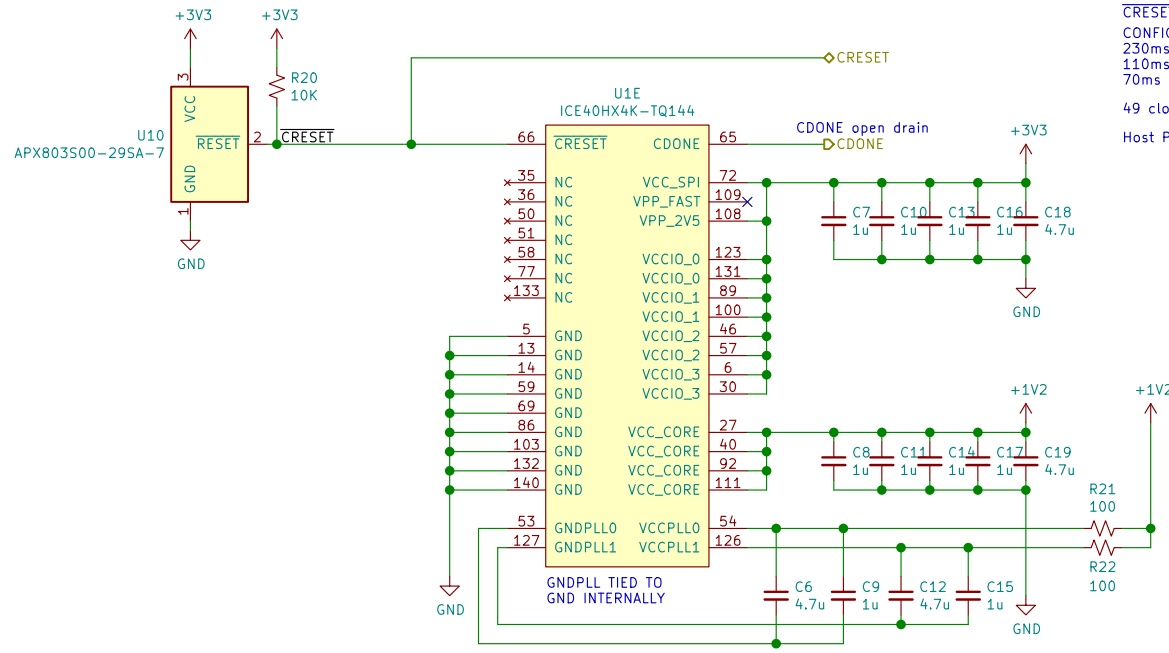 +3V3
+3V3
3
VCC
R20
10K
U10
APX803S00-29SA-7
RESET
2
CRESET
GND
1
GND
CRESET
U1E
ICE40HX4K-TQ144
CDONE open drain
CDONE
66 CRESET CDONE 65
35 NC VCC_SPI 72
36 NC VPP_FAST 109
50 NC VPP_2V5 108
51 NC
58 NC VCCIO_0 123
77 NC VCCIO_0 131
133 NC VCCIO_1 89
VCCIO_1 100
5 GND VCCIO_2 46
13 GND VCCIO_2 57
14 GND VCCIO_3 6
59 GND VCCIO_3 30
69 GND
86 GND VCC_CORE 27
103 GND VCC_CORE 40
132 GND VCC_CORE 92
140 GND VCC_CORE 111
53 GNDPLL0 VCCPLL0 54
127 GNDPLL1 VCCPLL1 126
GNDPLL TIED TO
GND INTERNALLY
GND
+3V3
C7 C10 C13 C16 C18
1u 1u 1u 1u 4.7u
GND
+1V2
+1V2
C8 C11 C14 C17 C19
1u 1u 1u 1u 4.7u
R21
100
R22
100
C6 C9 C12 C15
4.7u 1u 4.7u 1u
GND
CRESE
CONFIG
230ms
110ms
70ms
49 clo
Host P